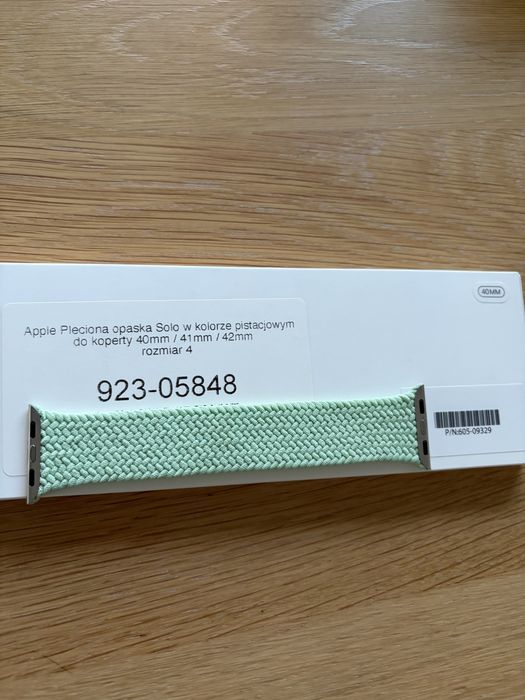 40MM
Apple Pleciona opaska Solo w kolorze pistacjowym
do koperty 40mm / 41mm / 42mm
rozmiar 4
923-05848
P/N:605-09329